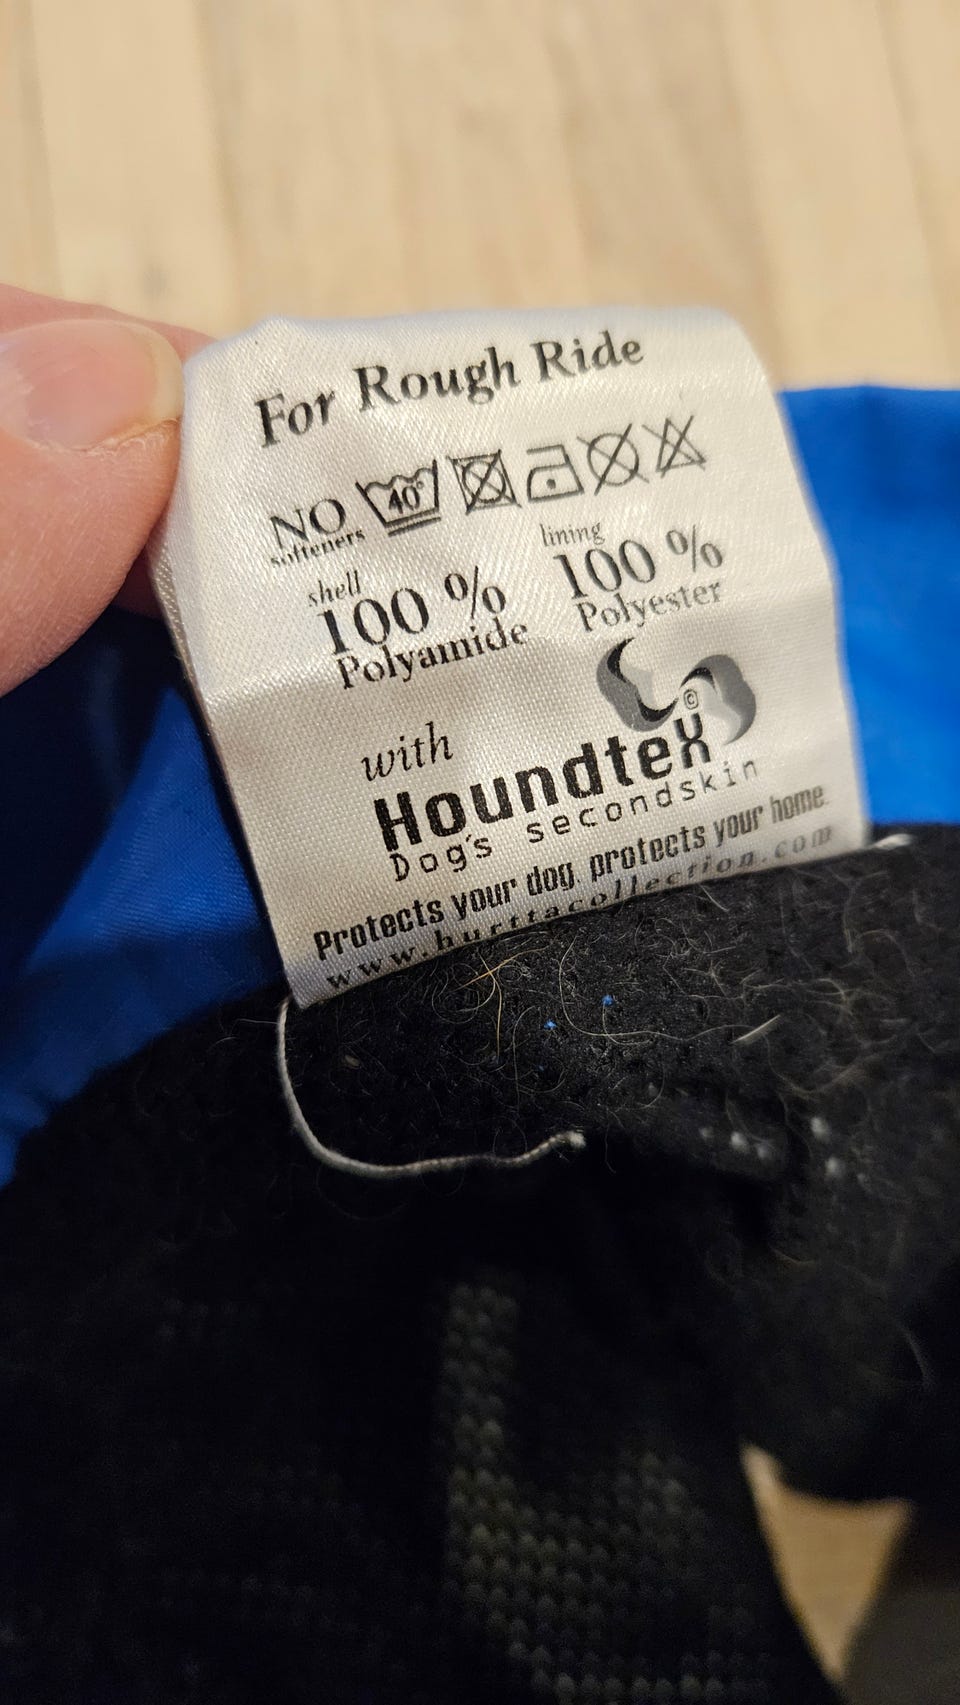 For Rough Ride
NO softeners 40°
shell
100 % Polyamide
lining
100 % Polyester
with
Houndtex ©
Dog's secondskin
Protects your dog, protects your home.
www.hurttacollection.com